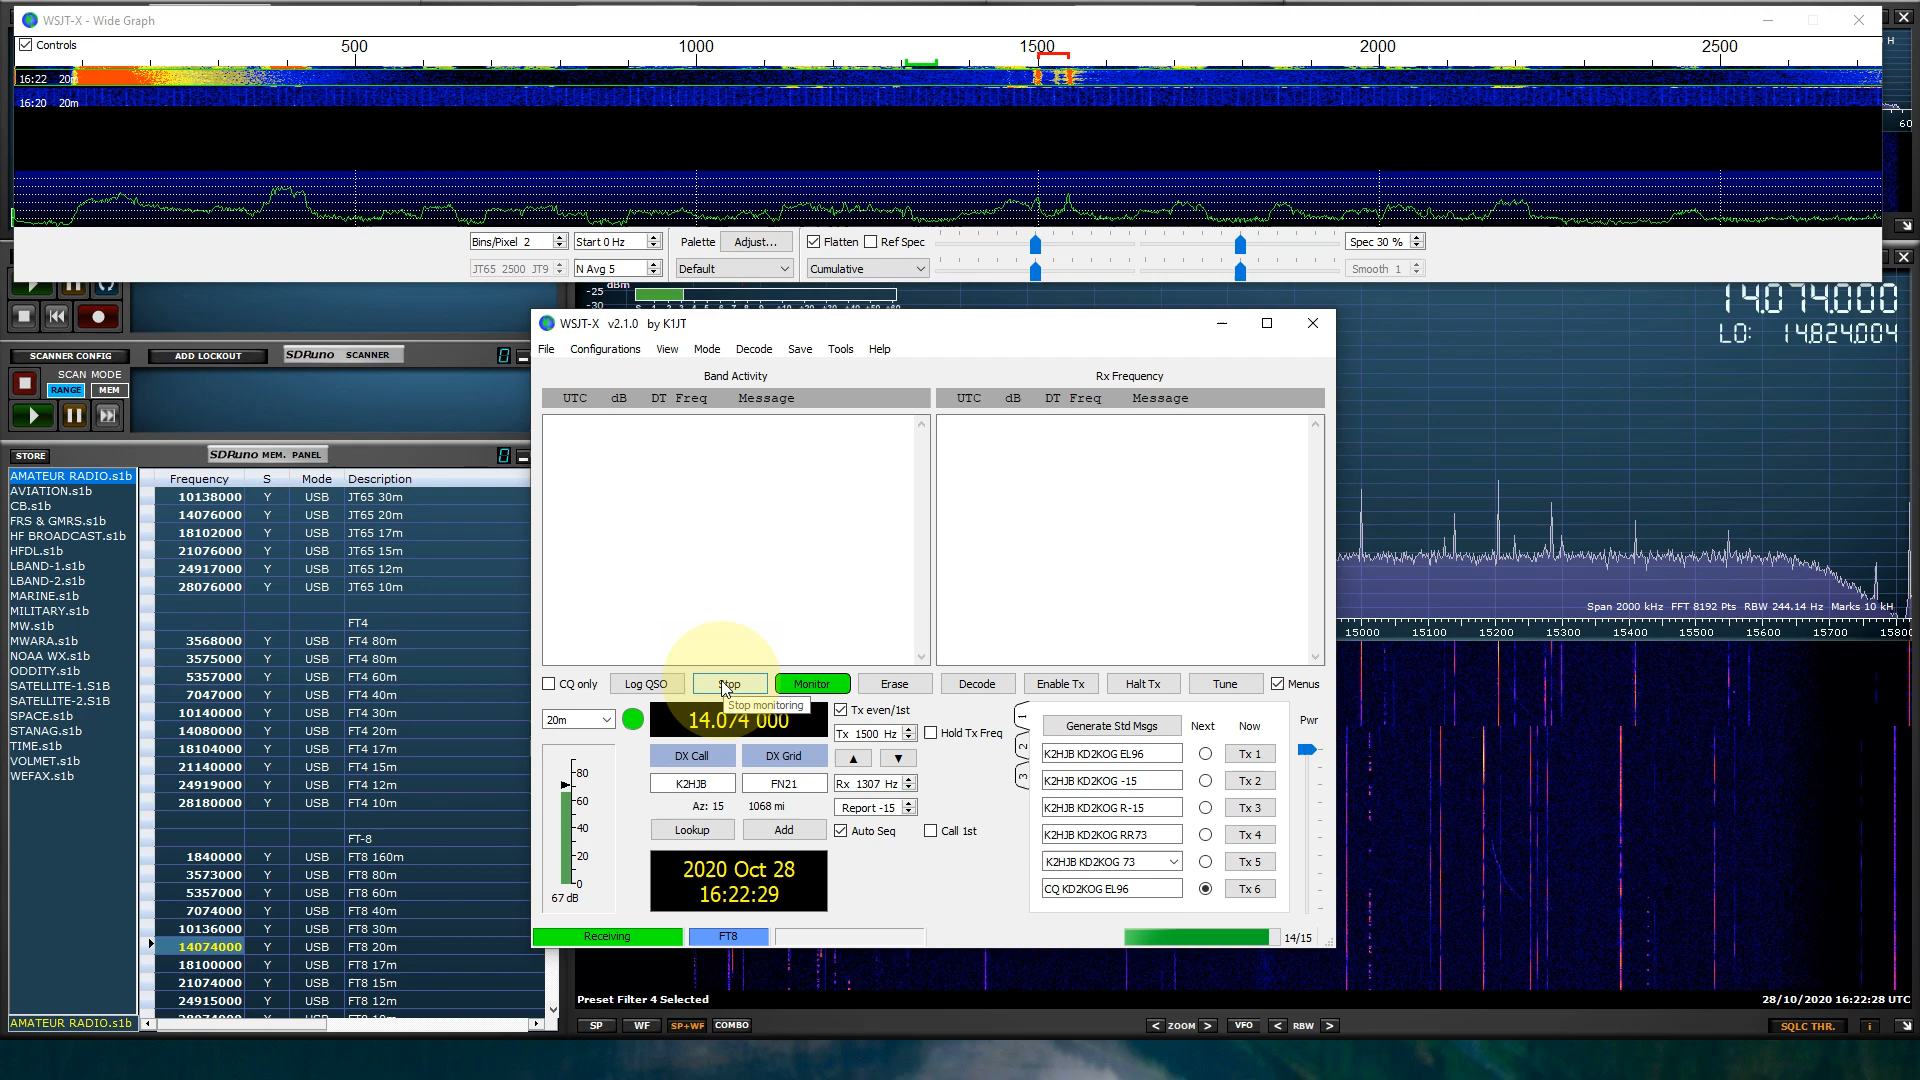 WSJT-X - Wide Graph
Controls
500 1000 1500 2000 2500
16:22 20m
16:20 20m
H
60
Bins/Pixel 2 Start 0 Hz Palette Adjust... Flatten Ref Spec Spec 30 %
JT65 2500 JT9 N Avg 5 Default Cumulative Smooth 1
dBm
-25
-30
14.074.000
LO: 14.824.004
SCANNER CONFIG ADD LOCKOUT SDRuno SCANNER
SCAN MODE
RANGE MEM
STORE SDRuno MEM. PANEL
AMATEUR RADIO.s1b
AVIATION.s1b
CB.s1b
FRS & GMRS.s1b
HF BROADCAST.s1b
HFDL.s1b
LBAND-1.s1b
LBAND-2.s1b
MARINE.s1b
MILITARY.s1b
MW.s1b
MWARA.s1b
NOAA WX.s1b
ODDITY.s1b
SATELLITE-1.S1B
SATELLITE-2.S1B
SPACE.s1b
STANAG.s1b
TIME.s1b
VOLMET.s1b
WEFAX.s1b
AMATEUR RADIO.s1b
Frequency S Mode Description
10138000 Y USB JT65 30m
14076000 Y USB JT65 20m
18102000 Y USB JT65 17m
21076000 Y USB JT65 15m
24917000 Y USB JT65 12m
28076000 Y USB JT65 10m
FT4
3568000 Y USB FT4 80m
3575000 Y USB FT4 80m
5357000 Y USB FT4 60m
7047000 Y USB FT4 40m
10140000 Y USB FT4 30m
14080000 Y USB FT4 20m
18104000 Y USB FT4 17m
21140000 Y USB FT4 15m
24919000 Y USB FT4 12m
28180000 Y USB FT4 10m
FT-8
1840000 Y USB FT8 160m
3573000 Y USB FT8 80m
5357000 Y USB FT8 60m
7074000 Y USB FT8 40m
10136000 Y USB FT8 30m
14074000 Y USB FT8 20m
18100000 Y USB FT8 17m
21074000 Y USB FT8 15m
24915000 Y USB FT8 12m
WSJT-X v2.1.0 by K1JT
File Configurations View Mode Decode Save Tools Help
Band Activity Rx Frequency
UTC dB DT Freq Message UTC dB DT Freq Message
CQ only Log QSO Stop Monitor Erase Decode Enable Tx Halt Tx Tune Menus
Stop monitoring
20m 14.074 000 Tx even/1st
Tx 1500 Hz Hold Tx Freq
DX Call DX Grid
K2HJB FN21 Rx 1307 Hz
Az: 15 1068 mi Report -15
Lookup Add Auto Seq Call 1st
2020 Oct 28
16:22:29
80
60
40
20
0
67 dB
1
2
3
Generate Std Msgs Next Now Pwr
K2HJB KD2KOG EL96 Tx 1
K2HJB KD2KOG -15 Tx 2
K2HJB KD2KOG R-15 Tx 3
K2HJB KD2KOG RR73 Tx 4
K2HJB KD2KOG 73 Tx 5
CQ KD2KOG EL96 Tx 6
Receiving FT8 14/15
Span 2000 kHz FFT 8192 Pts RBW 244.14 Hz Marks 10 kH
15000 15100 15200 15300 15400 15500 15600 15700 15800
Preset Filter 4 Selected 28/10/2020 16:22:28 UTC
SP WF SP+WF COMBO < ZOOM > VFO < RBW > SQLC THR. i